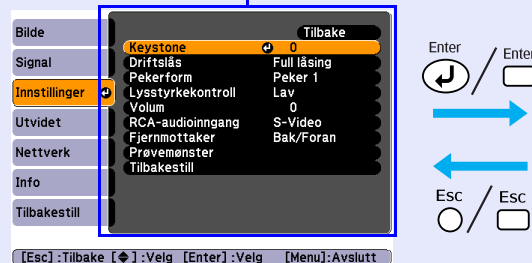 Bilde
Signal
Innstillinger
Utvidet
Nettverk
Info
Tilbakestill
Tilbake
Keystone 0
Driftslås Full låsing
Pekerform Peker 1
Lysstyrkekontroll Lav
Volum 0
RCA-audioinngang S-Video
Fjernmottaker Bak/Foran
Prøvemønster
Tilbakestill
[Esc] :Tilbake [◆] :Velg [Enter] :Velg [Menu] :Avslutt
Enter / Enter
Esc / Esc